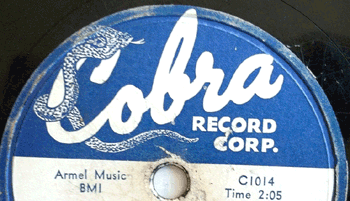 Cobra
RECORD
CORP.
Armel Music
BMI
C1014
Time 2:05